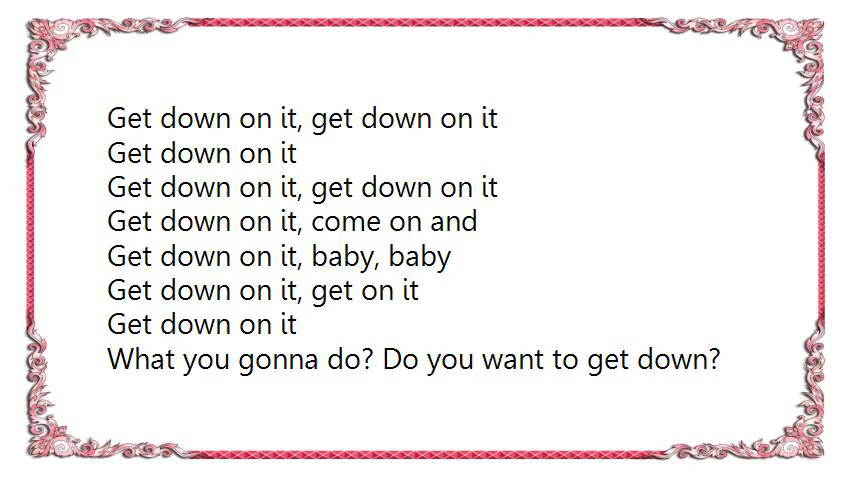 Get down on it, get down on it
Get down on it
Get down on it, get down on it
Get down on it, come on and
Get down on it, baby, baby
Get down on it, get on it
Get down on it
What you gonna do? Do you want to get down?